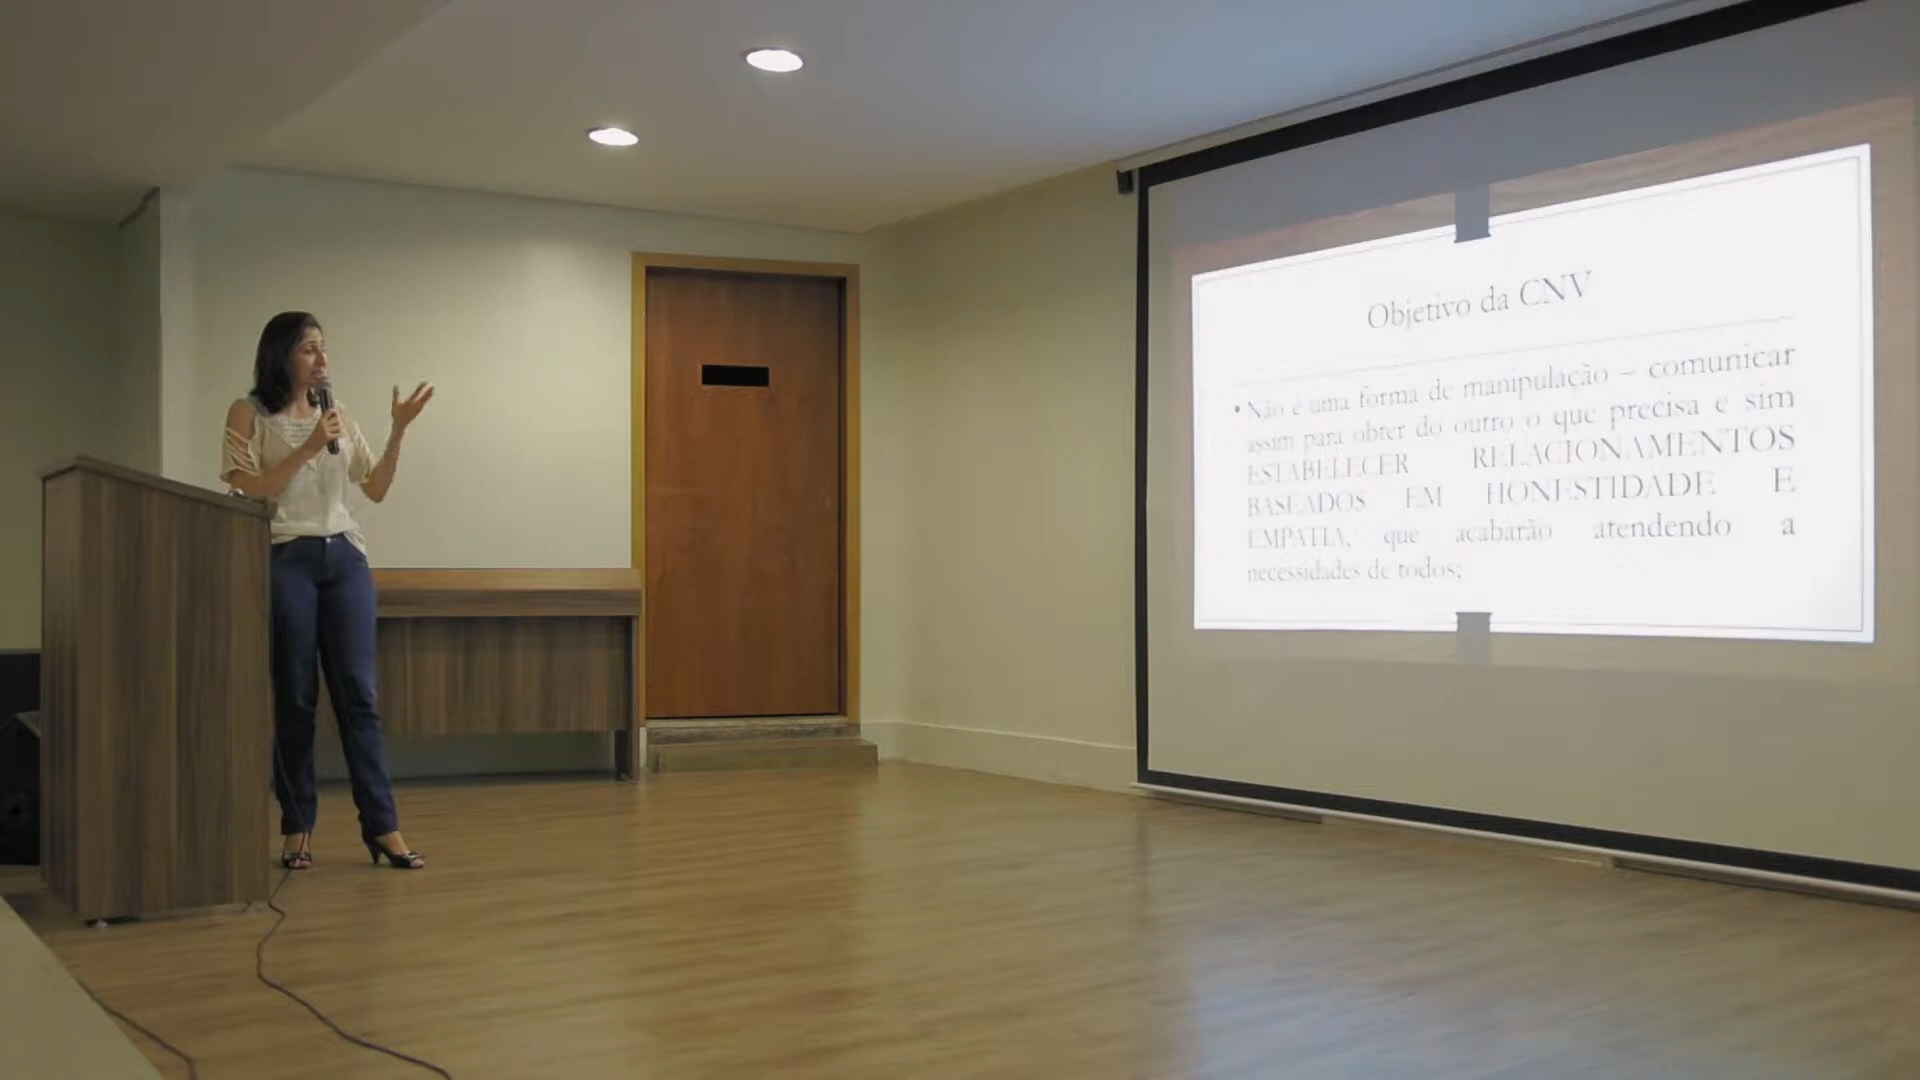 Objetivo da CNV
• Não é uma forma de manipulação – comunicar
assim para obter do outro o que precisa e sim
ESTABELECER RELACIONAMENTOS
BASEADOS EM HONESTIDADE E
EMPATIA, que acabarão atendendo a
necessidades de todos;